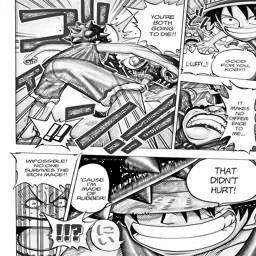 YOU'RE
BOTH
GOING
TO DIE!!
L-LUFFY...!!
GOOD
FOR YOU,
KOBY!!
IT
MAKES
NO
DIFFER-
ENCE
TO
ME...
!!
IMPOSSIBLE!
NO ONE
SURVIVES THE
IRON MACE!!
'CAUSE
I'M
MADE OF
RUBBER!
THAT
DIDN'T
HURT!
!!?
にい